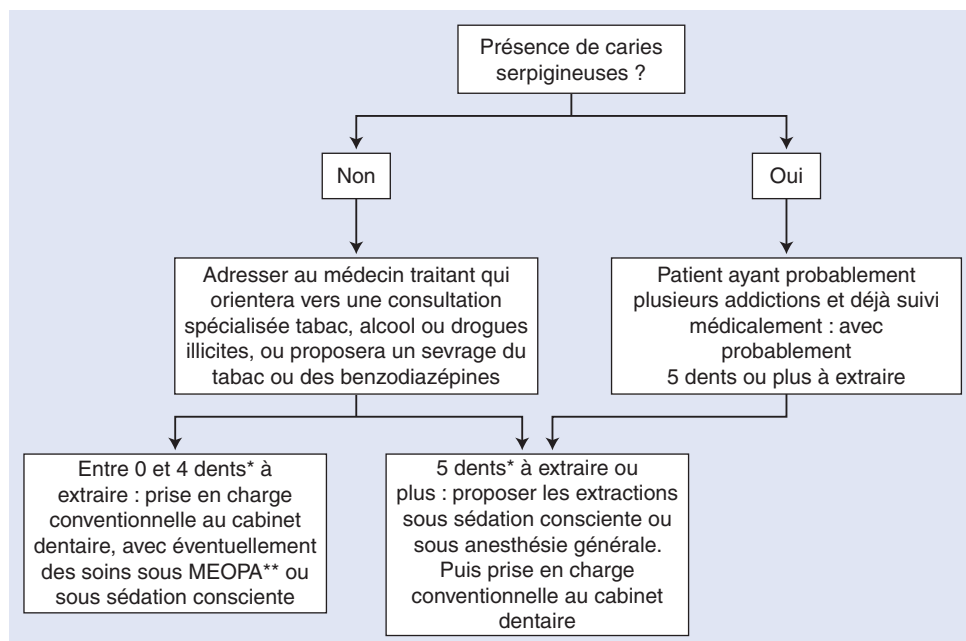 Présence de caries
serpigineuses ?
Non
Oui
Adresser au médecin traitant qui
orientera vers une consultation
spécialisée tabac, alcool ou drogues
illicites, ou proposera un sevrage du
tabac ou des benzodiazépines
Patient ayant probablement
plusieurs addictions et déjà suivi
médicalement : avec
probablement
5 dents ou plus à extraire
Entre 0 et 4 dents* à
extraire : prise en charge
conventionnelle au cabinet
dentaire, avec éventuellement
des soins sous MEOPA** ou
sous sédation consciente
5 dents* à extraire ou
plus : proposer les extractions
sous sédation consciente ou
sous anesthésie générale.
Puis prise en charge
conventionnelle au cabinet
dentaire